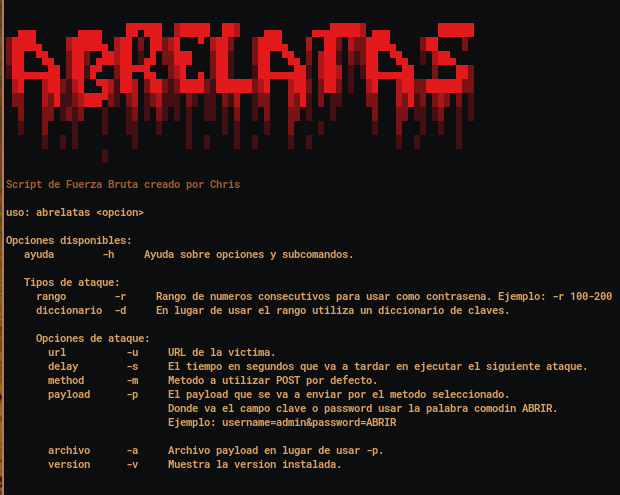 ABRELATAS
Script de Fuerza Bruta creado por Chris
uso: abrelatas <opcion>
Opciones disponibles:
ayuda -h Ayuda sobre opciones y subcomandos.
Tipos de ataque:
rango -r Rango de numeros consecutivos para usar como contrasena. Ejemplo: -r 100-200
diccionario -d En lugar de usar el rango utiliza un diccionario de claves.
Opciones de ataque:
url -u URL de la victima.
delay -s El tiempo en segundos que va a tardar en ejecutar el siguiente ataque.
method -m Metodo a utilizar POST por defecto.
payload -p El payload que se va a enviar por el metodo seleccionado.
Donde va el campo clave o password usar la palabra comodin ABRIR.
Ejemplo: username=admin&password=ABRIR
archivo -a Archivo payload en lugar de usar -p.
version -v Muestra la version instalada.